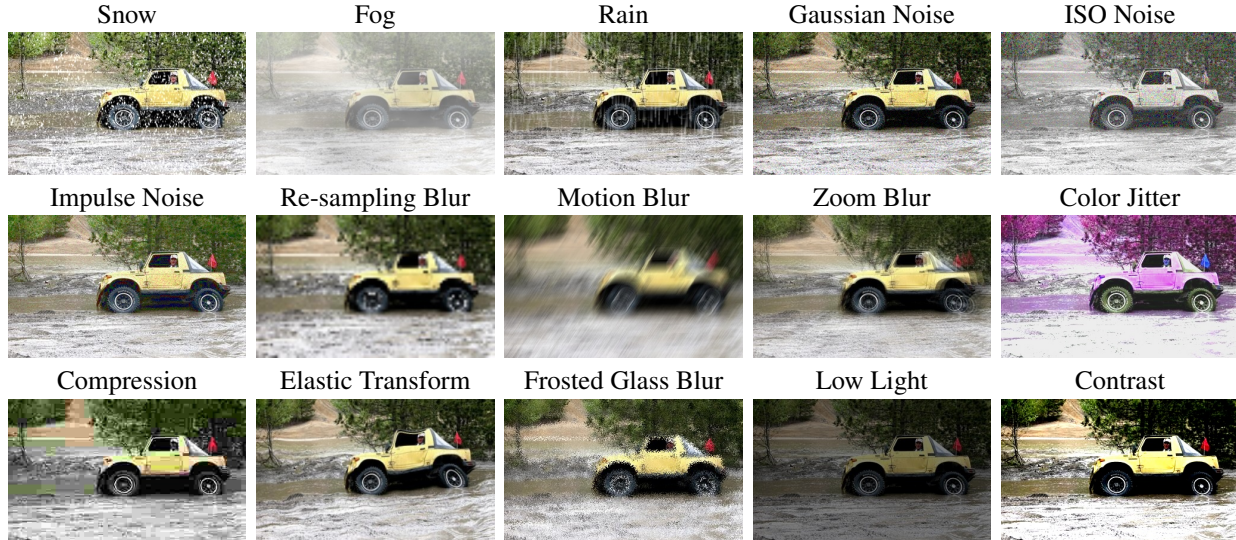 Snow Fog Rain Gaussian Noise ISO Noise
Impulse Noise Re-sampling Blur Motion Blur Zoom Blur Color Jitter
Compression Elastic Transform Frosted Glass Blur Low Light Contrast